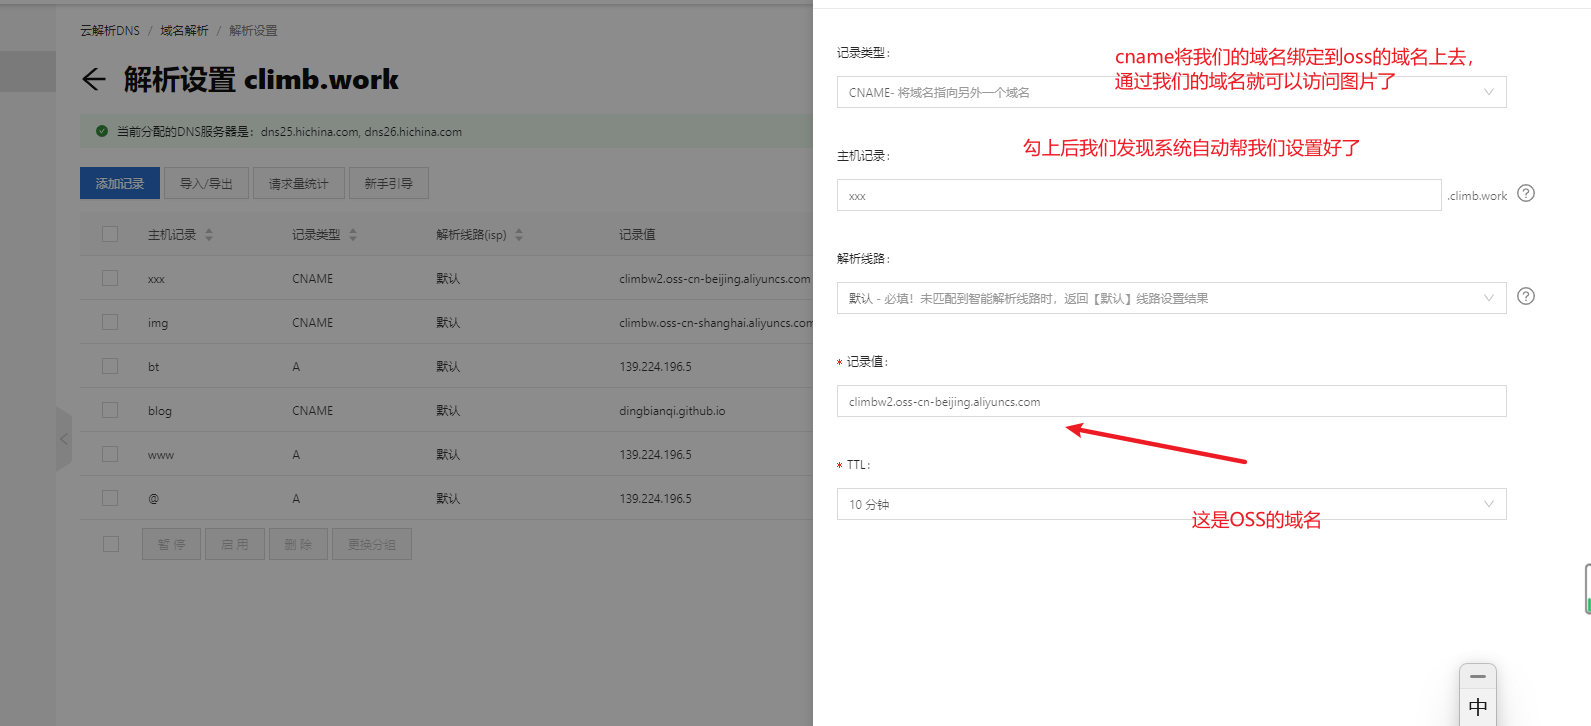 云解析DNS / 域名解析 / 解析设置
解析设置 climb.work
当前分配的DNS服务器是：dns25.hichina.com, dns26.hichina.com
添加记录 导入/导出 请求量统计 新手引导
主机记录 记录类型 解析线路(isp) 记录值
xxx CNAME 默认 climbw2.oss-cn-beijing.aliyuncs.com
img CNAME 默认 climbw.oss-cn-shanghai.aliyuncs.com
bt A 默认 139.224.196.5
blog CNAME 默认 dingbianqi.github.io
www A 默认 139.224.196.5
@ A 默认 139.224.196.5
暂 停 启 用 删 除 更换分组
记录类型：
cname将我们的域名绑定到oss的域名上去，
通过我们的域名就可以访问图片了
CNAME- 将域名指向另外一个域名
勾上后我们发现系统自动帮我们设置好了
主机记录：
xxx .climb.work ?
解析线路：
默认 - 必填！未匹配到智能解析线路时，返回【默认】线路设置结果 ?
* 记录值：
climbw2.oss-cn-beijing.aliyuncs.com
* TTL：
10 分钟
这是OSS的域名
中